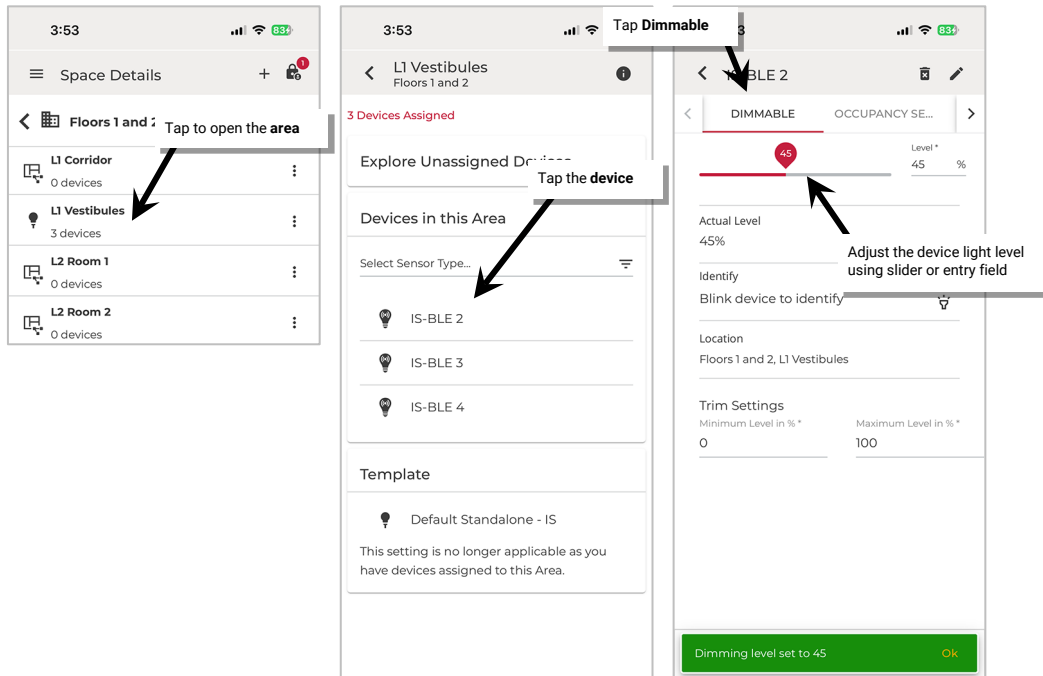 3:53
83
Space Details
1
Floors 1 and 2
Tap to open the area
L1 Corridor
0 devices
L1 Vestibules
3 devices
L2 Room 1
0 devices
L2 Room 2
0 devices
3:53
L1 Vestibules
Floors 1 and 2
3 Devices Assigned
Explore Unassigned Devices
Tap the device
Devices in this Area
Select Sensor Type...
IS-BLE 2
IS-BLE 3
IS-BLE 4
Template
Default Standalone - IS
This setting is no longer applicable as you
have devices assigned to this Area.
Tap Dimmable
3
83
IS-BLE 2
DIMMABLE
OCCUPANCY SE...
45
Level *
45 %
Actual Level
45%
Adjust the device light level
using slider or entry field
Identify
Blink device to identify
Location
Floors 1 and 2, L1 Vestibules
Trim Settings
Minimum Level in % *
Maximum Level in % *
0
100
Dimming level set to 45
Ok